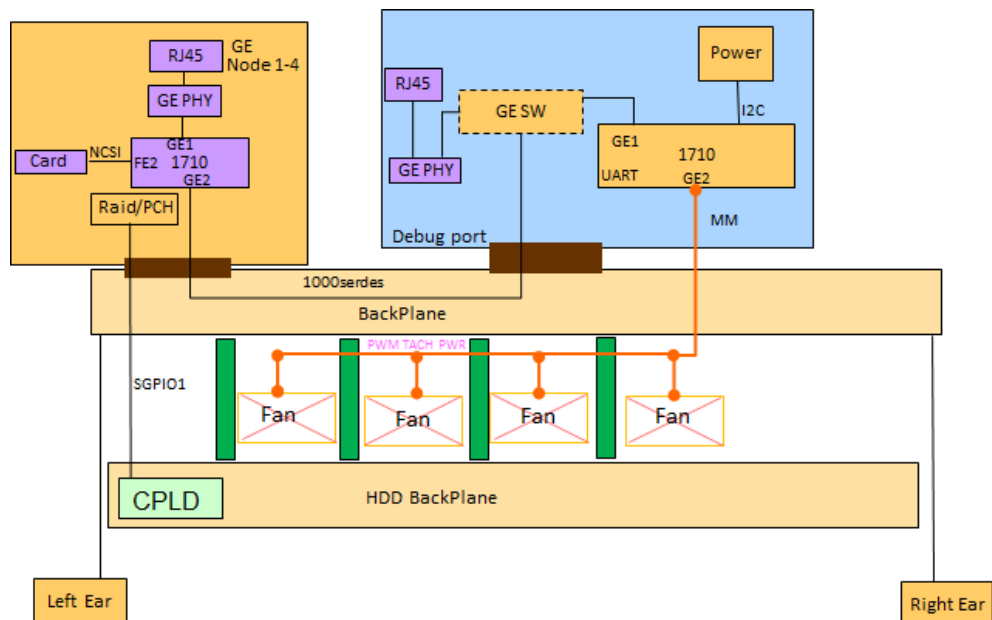 RJ45
GE
Node 1-4
GE PHY
GE1
1710
GE2
FE2
NCSI
Card
Raid/PCH
RJ45
GE PHY
GE SW
Power
I2C
GE1
1710
GE2
UART
MM
Debug port
1000serdes
BackPlane
PWM TACH PWR
SGPIO1
Fan
Fan
Fan
Fan
CPLD
HDD BackPlane
Left Ear
Right Ear